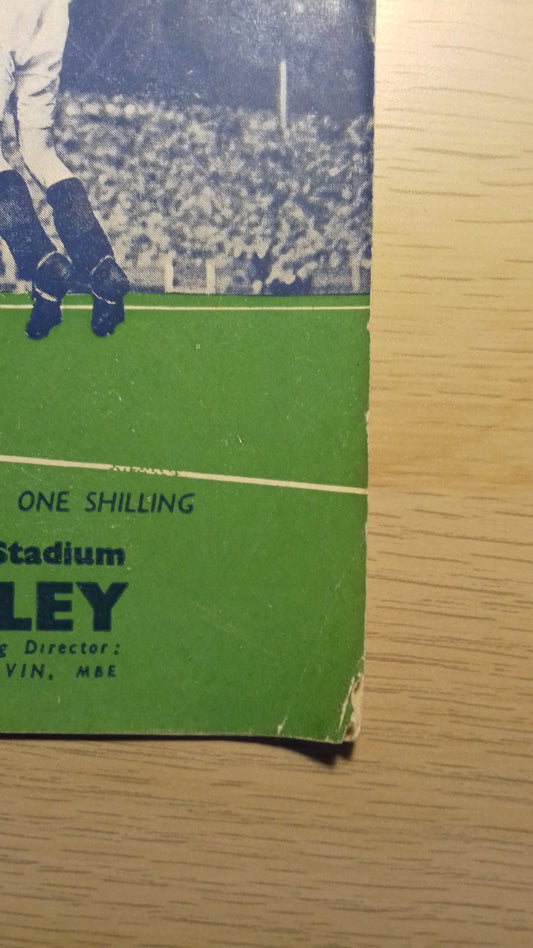 ONE SHILLING
Stadium
LEY
g Director:
VIN, MBE